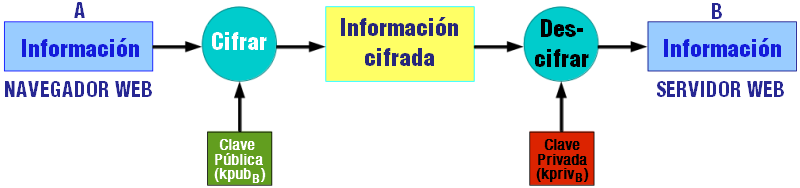 A
B
Información
Cifrar
Información
cifrada
Des-
cifrar
Información
NAVEGADOR WEB
SERVIDOR WEB
Clave
Pública
(kpubB)
Clave
Privada
(kprivB)